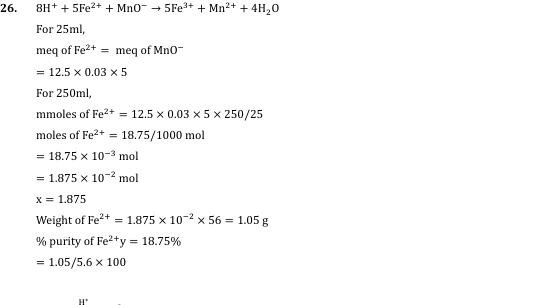 26. 8H⁺ + 5Fe²⁺ + MnO⁻ → 5Fe³⁺ + Mn²⁺ + 4H₂O
For 25ml,
meq of Fe²⁺ = meq of MnO⁻
= 12.5 × 0.03 × 5
For 250ml,
mmoles of Fe²⁺ = 12.5 × 0.03 × 5 × 250/25
moles of Fe²⁺ = 18.75/1000 mol
= 18.75 × 10⁻³ mol
= 1.875 × 10⁻² mol
x = 1.875
Weight of Fe²⁺ = 1.875 × 10⁻² × 56 = 1.05 g
% purity of Fe²⁺y = 18.75%
= 1.05/5.6 × 100
H⁺